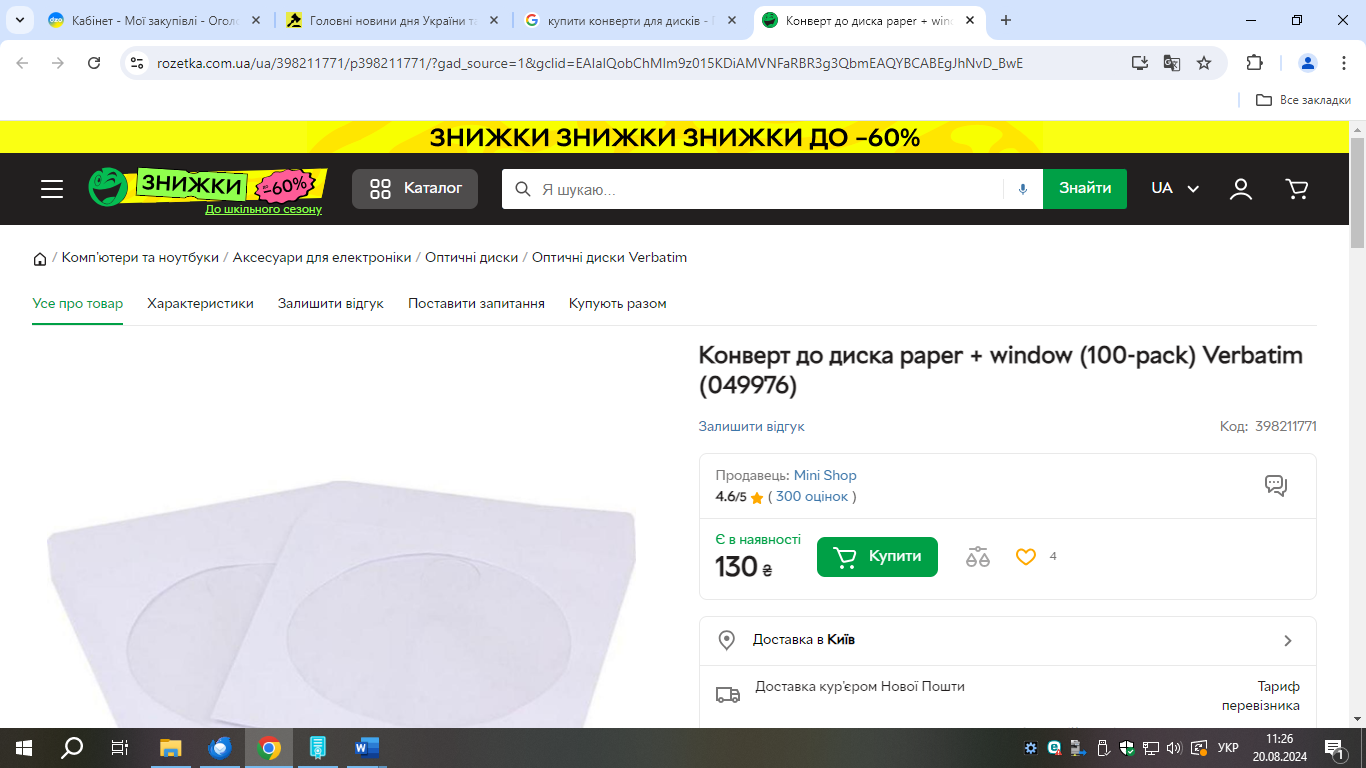 Кабінет - Мої закупівлі - Огол
Головні новини дня України та
купити конверти для дисків -
Конверт до диска paper + wind
rozetka.com.ua/ua/398211771/p398211771/?gad_source=1&gclid=EAIaIQobChMIm9z015KDiAMVNFaRBR3g3QbmEAQYBCABEgJhNvD_BwE
Все закладки
ЗНИЖКИ ЗНИЖКИ ЗНИЖКИ ДО –60%
ЗНИЖКИ до –60%
До шкільного сезону
Каталог
Я шукаю...
Знайти
UA
/ Комп'ютери та ноутбуки / Аксесуари для електроніки / Оптичні диски / Оптичні диски Verbatim
Усе про товар Характеристики Залишити відгук Поставити запитання Купують разом
Конверт до диска paper + window (100-pack) Verbatim
(049976)
Залишити відгук
Код: 398211771
Продавець: Mini Shop
4.6/5 ( 300 оцінок )
Є в наявності
130 ₴
Купити
4
Доставка в Київ
Доставка кур'єром Нової Пошти
Тариф
перевізника
УКР
11:26
20.08.2024
1